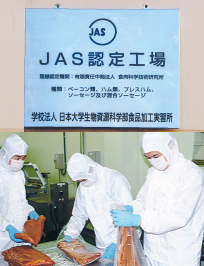 JAS
JAS認定工場
登録認定機関：有限責任中間法人 食肉科学技術研究所
種類：ベーコン類、ハム類、プレスハム、
ソーセージ及び混合ソーセージ
学校法人 日本大学生物資源科学部食品加工実習所